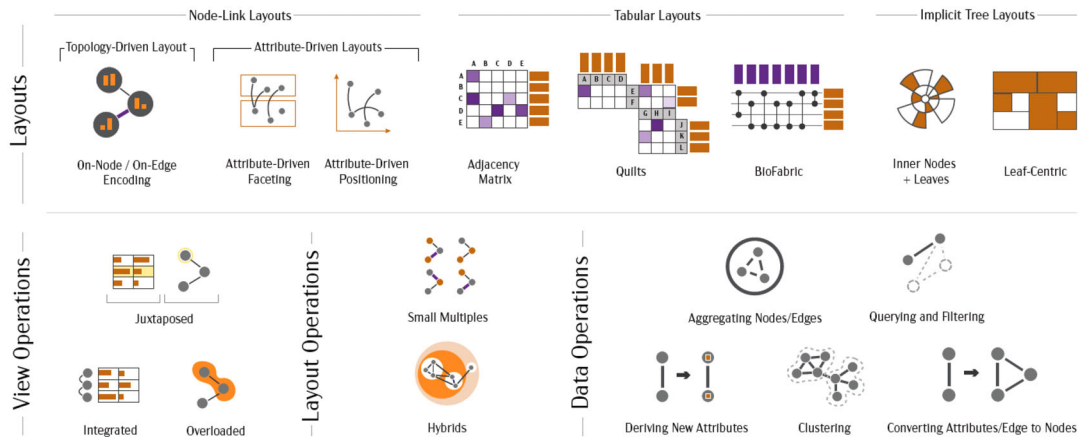 Layouts
Node-Link Layouts
Tabular Layouts
Implicit Tree Layouts
Topology-Driven Layout
Attribute-Driven Layouts
On-Node / On-Edge
Encoding
Attribute-Driven
Faceting
Attribute-Driven
Positioning
A B C D E
A
B
C
D
E
Adjacency
Matrix
A B C D
E
F
G H I
J
K
L
Quilts
BioFabric
Inner Nodes
+ Leaves
Leaf-Centric
View Operations
Juxtaposed
Integrated
Overloaded
Layout Operations
Small Multiples
Hybrids
Data Operations
Aggregating Nodes/Edges
Querying and Filtering
Deriving New Attributes
Clustering
Converting Attributes/Edge to Nodes